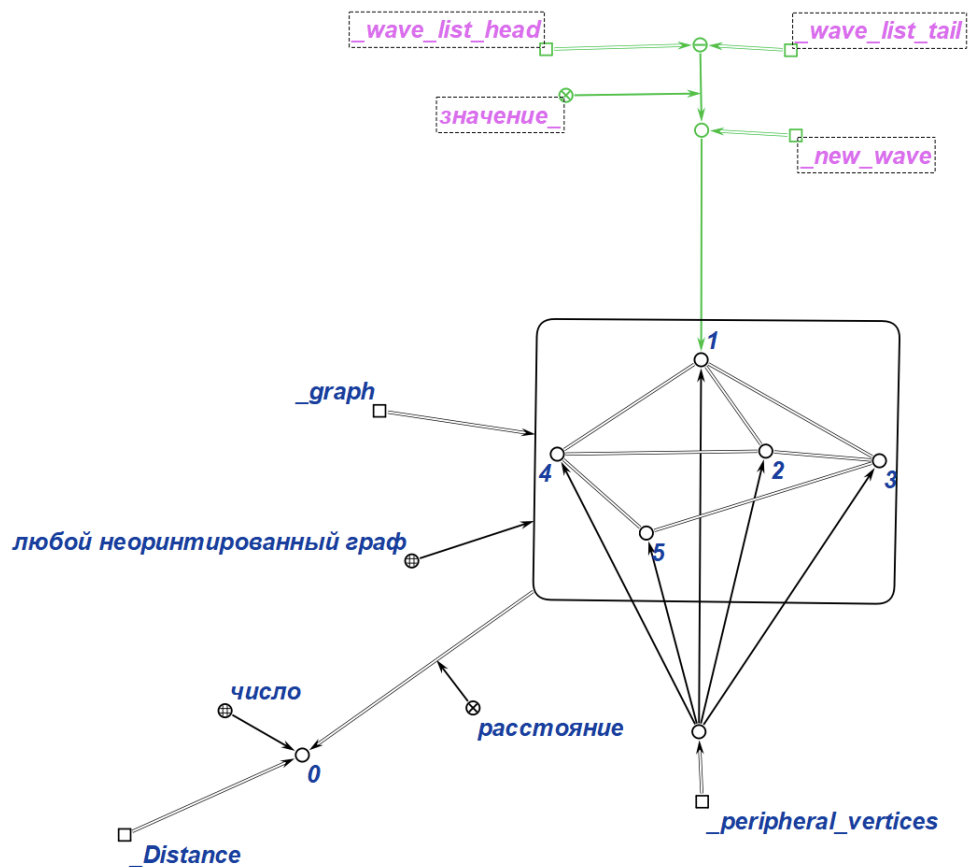 _wave_list_head
_wave_list_tail
значение_
_new_wave
1
_graph
4
2
3
любой неоринтированный граф
5
число
расстояние
0
_peripheral_vertices
_Distance